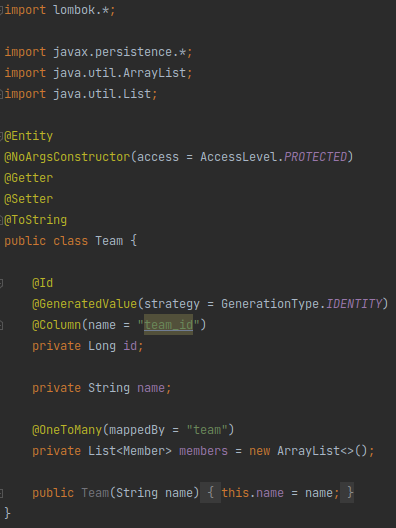 import lombok.*;
import javax.persistence.*;
import java.util.ArrayList;
import java.util.List;
@Entity
@NoArgsConstructor(access = AccessLevel.PROTECTED)
@Getter
@Setter
@ToString
public class Team {
@Id
@GeneratedValue(strategy = GenerationType.IDENTITY)
@Column(name = "team_id")
private Long id;
private String name;
@OneToMany(mappedBy = "team")
private List<Member> members = new ArrayList<>();
public Team(String name) { this.name = name; }
}